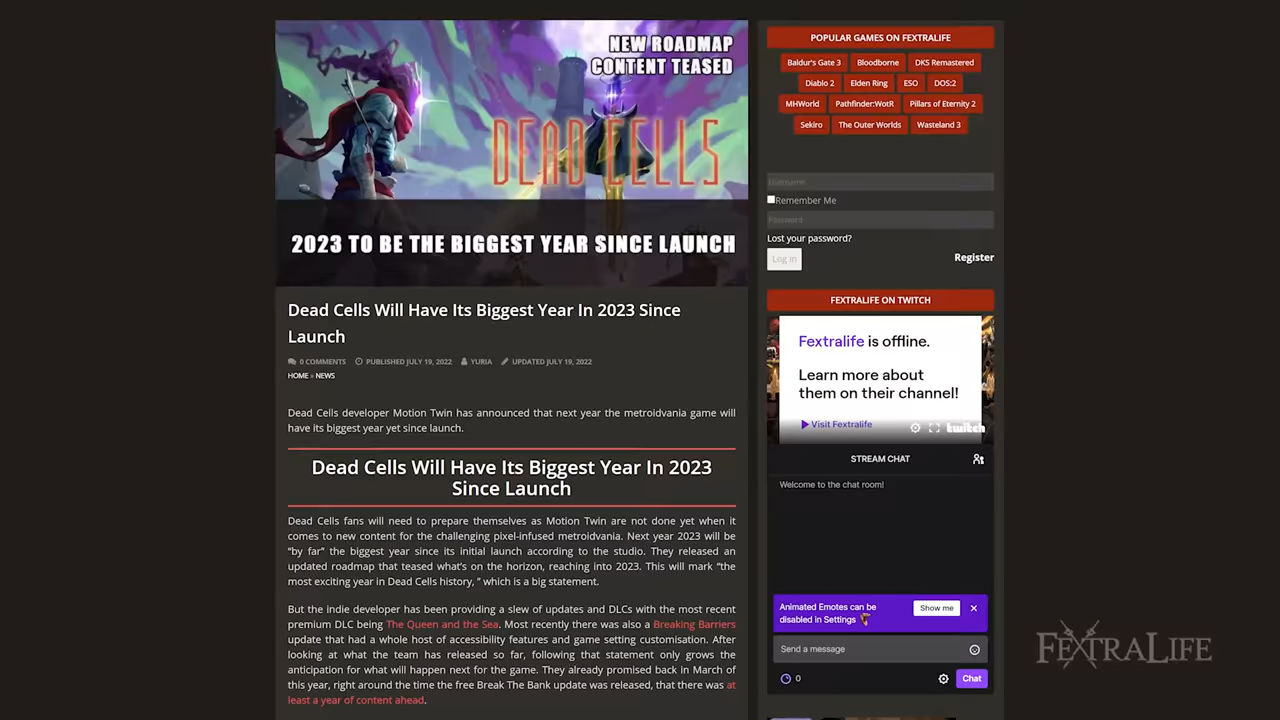 NEW ROADMAP
CONTENT TEASED
DEAD CELLS
2023 TO BE THE BIGGEST YEAR SINCE LAUNCH
Dead Cells Will Have Its Biggest Year In 2023 Since
Launch
0 COMMENTS PUBLISHED JULY 19, 2022 YURIA UPDATED JULY 19, 2022
HOME » NEWS
Dead Cells developer Motion Twin has announced that next year the metroidvania game will
have its biggest year yet since launch.
Dead Cells Will Have Its Biggest Year In 2023
Since Launch
Dead Cells fans will need to prepare themselves as Motion Twin are not done yet when it
comes to new content for the challenging pixel-infused metroidvania. Next year 2023 will be
“by far” the biggest year since its initial launch according to the studio. They released an
updated roadmap that teased what’s on the horizon, reaching into 2023. This will mark “the
most exciting year in Dead Cells history, ” which is a big statement.
But the indie developer has been providing a slew of updates and DLCs with the most recent
premium DLC being The Queen and the Sea. Most recently there was also a Breaking Barriers
update that had a whole host of accessibility features and game setting customisation. After
looking at what the team has released so far, following that statement only grows the
anticipation for what will happen next for the game. They already promised back in March of
this year, right around the time the free Break The Bank update was released, that there was at
least a year of content ahead.
POPULAR GAMES ON FEXTRALIFE
Baldur's Gate 3 Bloodborne DKS Remastered
Diablo 2 Elden Ring ESO DOS:2
MHWorld Pathfinder:WotR Pillars of Eternity 2
Sekiro The Outer Worlds Wasteland 3
Username
Remember Me
Password
Lost your password?
Log in Register
FEXTRALIFE ON TWITCH
Fextralife is offline.
Learn more about
them on their channel!
Visit Fextralife twitch
STREAM CHAT
Welcome to the chat room!
Animated Emotes can be
disabled in Settings Show me
Send a message
0 Chat
FEXTRALIFE